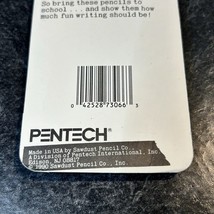 So bring these pencils to
school . . . and show them how
much fun writing should be!
0 42528 73066 3
PENTECH®
Made in USA by Sawdust Pencil Co.,
A Division of Pentech International, Inc.
Edison, NJ 08817
© 1990 Sawdust Pencil Co., Inc.